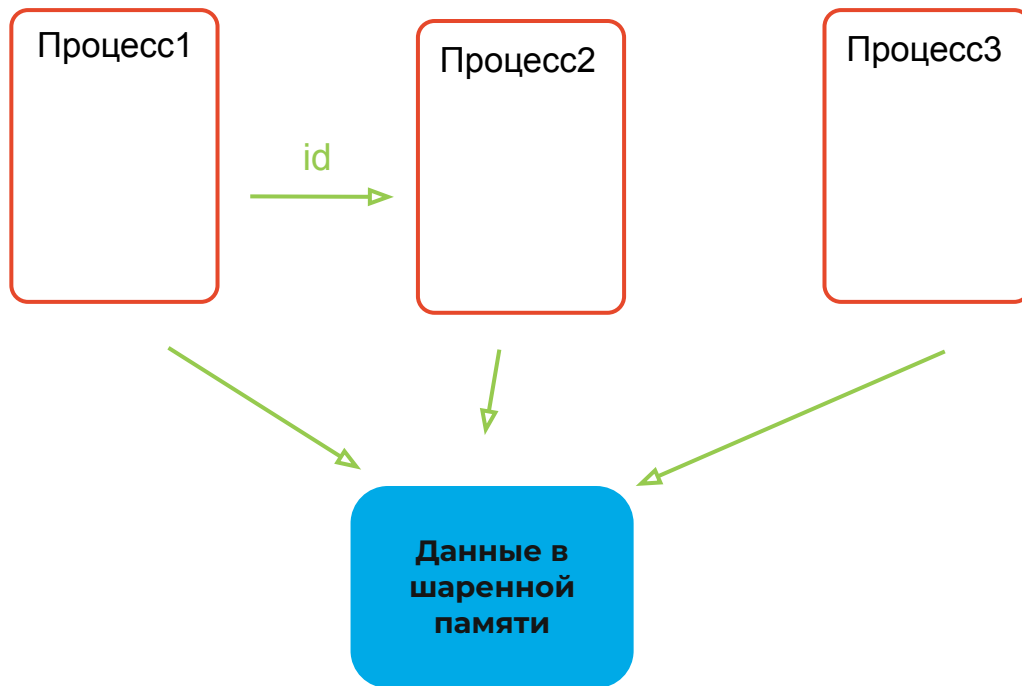 Процесс1
Процесс2
Процесс3
id
Данные в
шаренной
памяти